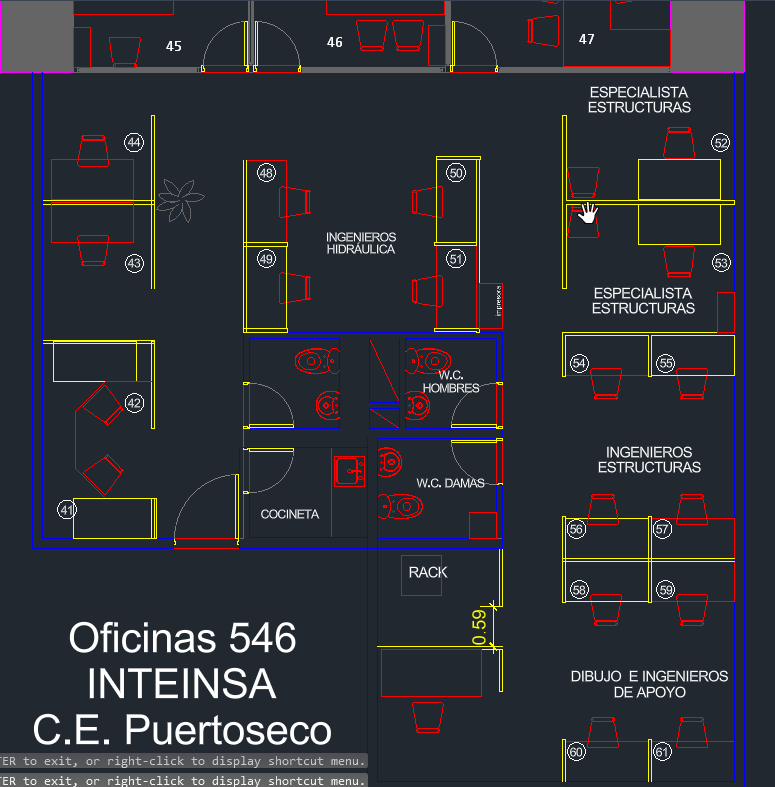 45
46
47
ESPECIALISTA
ESTRUCTURAS
44
52
48
50
INGENIEROS
HIDRÁULICA
43
49
51
53
impresora
ESPECIALISTA
ESTRUCTURAS
54
55
42
W.C.
HOMBRES
INGENIEROS
ESTRUCTURAS
W.C. DAMAS
41
COCINETA
56
57
RACK
58
59
0.59
Oficinas 546
INTEINSA
C.E. Puertoseco
DIBUJO E INGENIEROS
DE APOYO
60
61
TER to exit, or right-click to display shortcut menu.
TER to exit, or right-click to display shortcut menu.